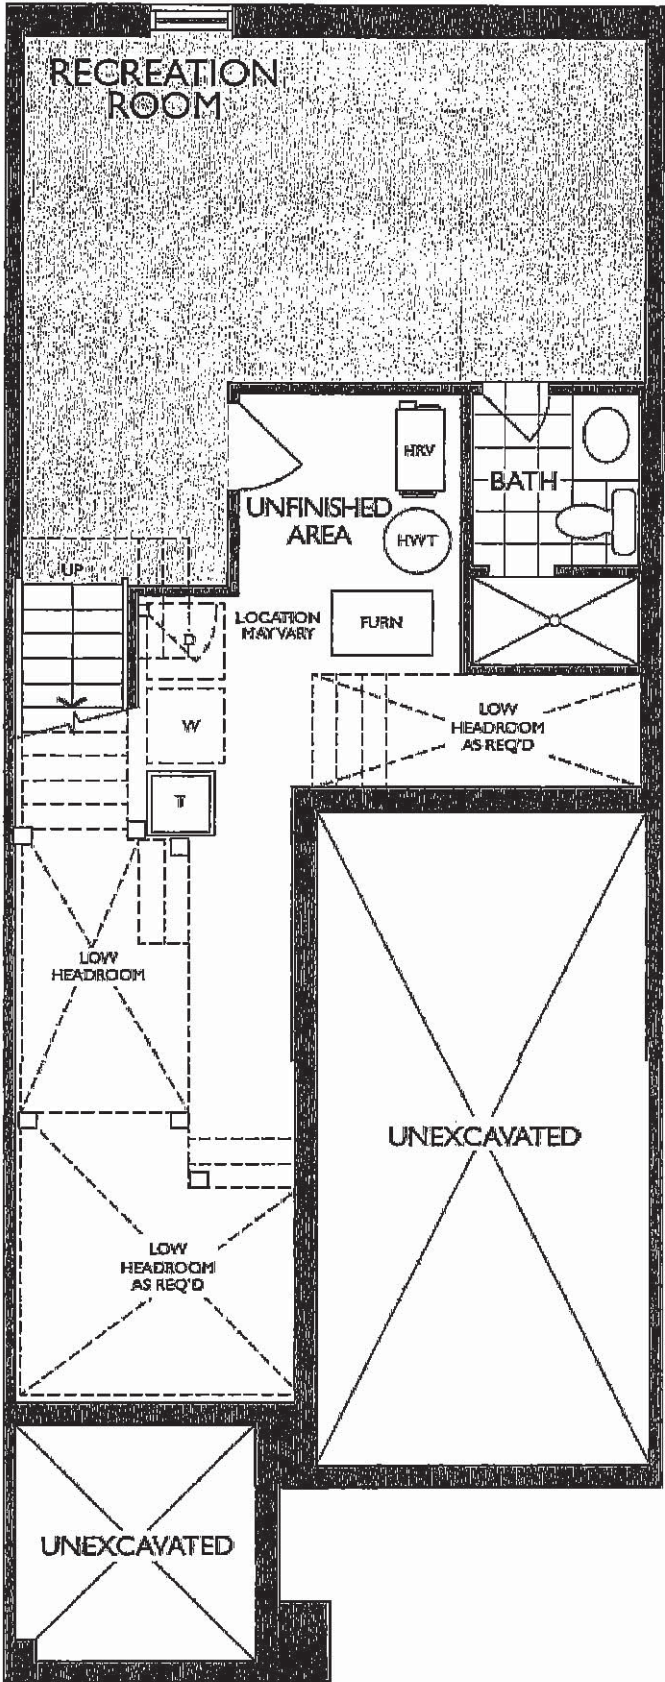 RECREATION
ROOM
HRV
BATH
UNFINISHED
AREA
HWT
UP
LOCATION
MAY VARY
FURN
D
W
LOW
HEADROOM
AS REQ'D
T
LOW
HEADROOM
UNEXCAVATED
LOW
HEADROOM
AS REQ'D
UNEXCAVATED